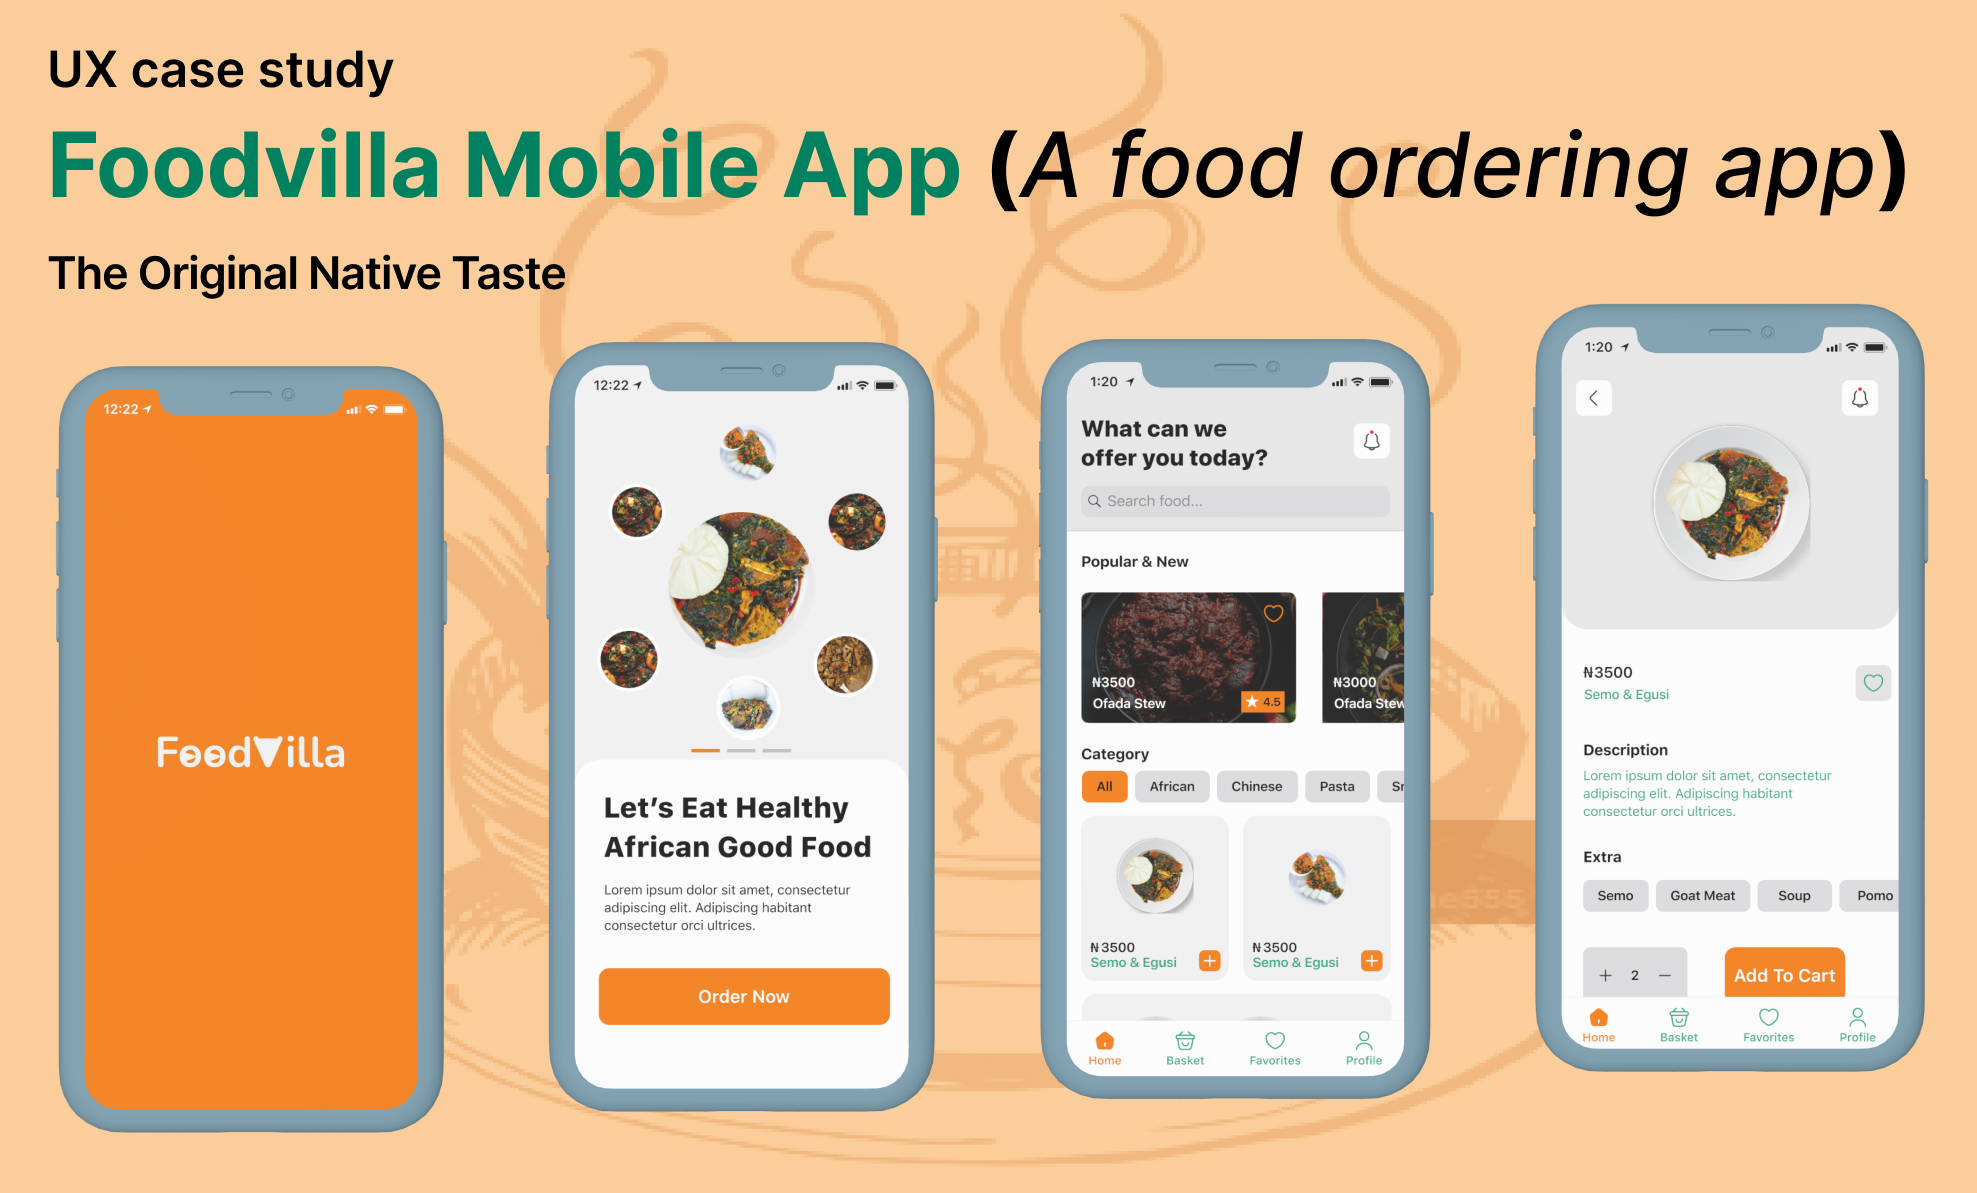 UX case study
Foodvilla Mobile App (A food ordering app)
The Original Native Taste
12:22
FoodVilla
12:22
Let's Eat Healthy
African Good Food
Lorem ipsum dolor sit amet, consectetur
adipiscing elit. Adipiscing habitant
consectetur orci ultrices.
Order Now
1:20
What can we
offer you today?
Search food...
Popular & New
₦3500
Ofada Stew
4.5
₦3000
Ofada Stew
Category
All African Chinese Pasta
₦3500
Semo & Egusi
₦3500
Semo & Egusi
Home Basket Favorites Profile
1:20
₦3500
Semo & Egusi
Description
Lorem ipsum dolor sit amet, consectetur
adipiscing elit. Adipiscing habitant
consectetur orci ultrices.
Extra
Semo Goat Meat Soup Pomo
+ 2 −
Add To Cart
Home Basket Favorites Profile